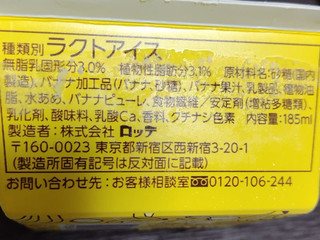 種類別 ラクトアイス
無脂乳固形分3.0% 植物性脂肪分3.1% 原材料名:砂糖(国内
製造)、バナナ加工品(バナナ、砂糖)、バナナ果汁、乳製品、植物油
脂、水あめ、バナナピューレ、食物繊維/安定剤(増粘多糖類)、
乳化剤、酸味料、乳酸Ca、香料、クチナシ色素 内容量:185ml
製造者:株式会社 ロッテ
〒160-0023 東京都新宿区西新宿3-20-1
(製造所固有記号は反対面に記載)
お問い合わせ先:お客様相談室 0120-106-244